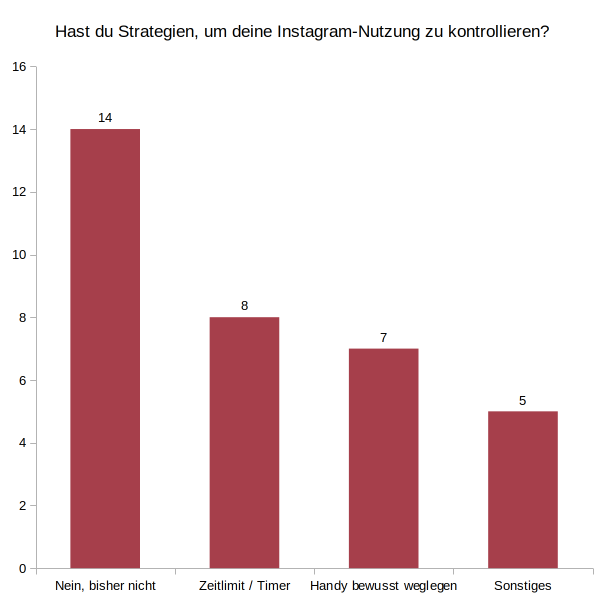 Hast du Strategien, um deine Instagram-Nutzung zu kontrollieren?
16
14
12
10
8
6
4
2
0
14
8
7
5
Nein, bisher nicht
Zeitlimit / Timer
Handy bewusst weglegen
Sonstiges